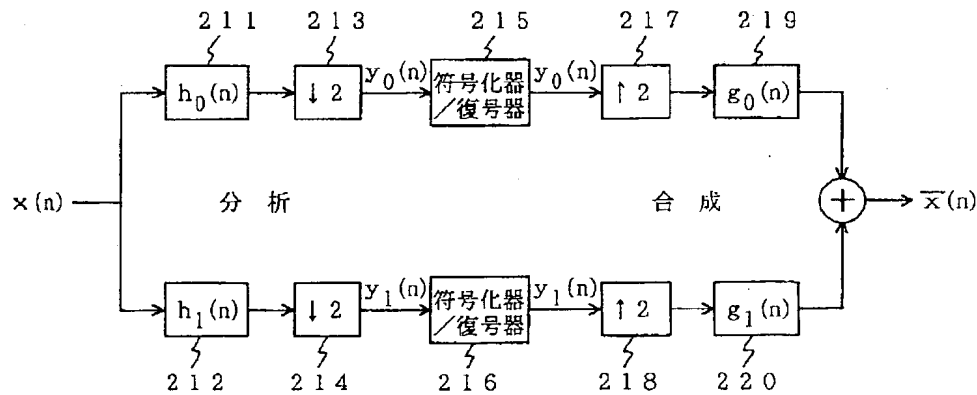 211 213 215 217 219
h0(n) ↓2 y0(n) 符号化器／復号器 y0(n) ↑2 g0(n)
x(n) 分析 合成 + x̄(n)
h1(n) ↓2 y1(n) 符号化器／復号器 y1(n) ↑2 g1(n)
212 214 216 218 220